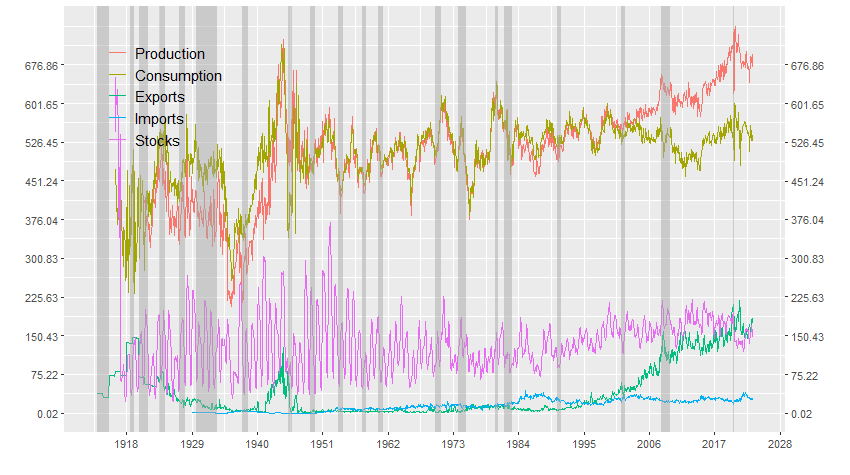 Production
Consumption
Exports
Imports
Stocks
676.86 676.86
601.65 601.65
526.45 526.45
451.24 451.24
376.04 376.04
300.83 300.83
225.63 225.63
150.43 150.43
75.22 75.22
0.02 0.02
1918 1929 1940 1951 1962 1973 1984 1995 2006 2017 2028